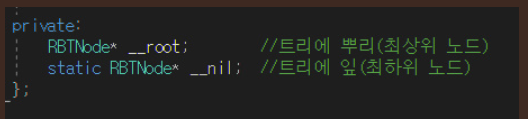 private:
RBTNode* __root; //트리에 뿌리(최상위 노드)
static RBTNode* __nil; //트리에 잎(최하위 노드)
};